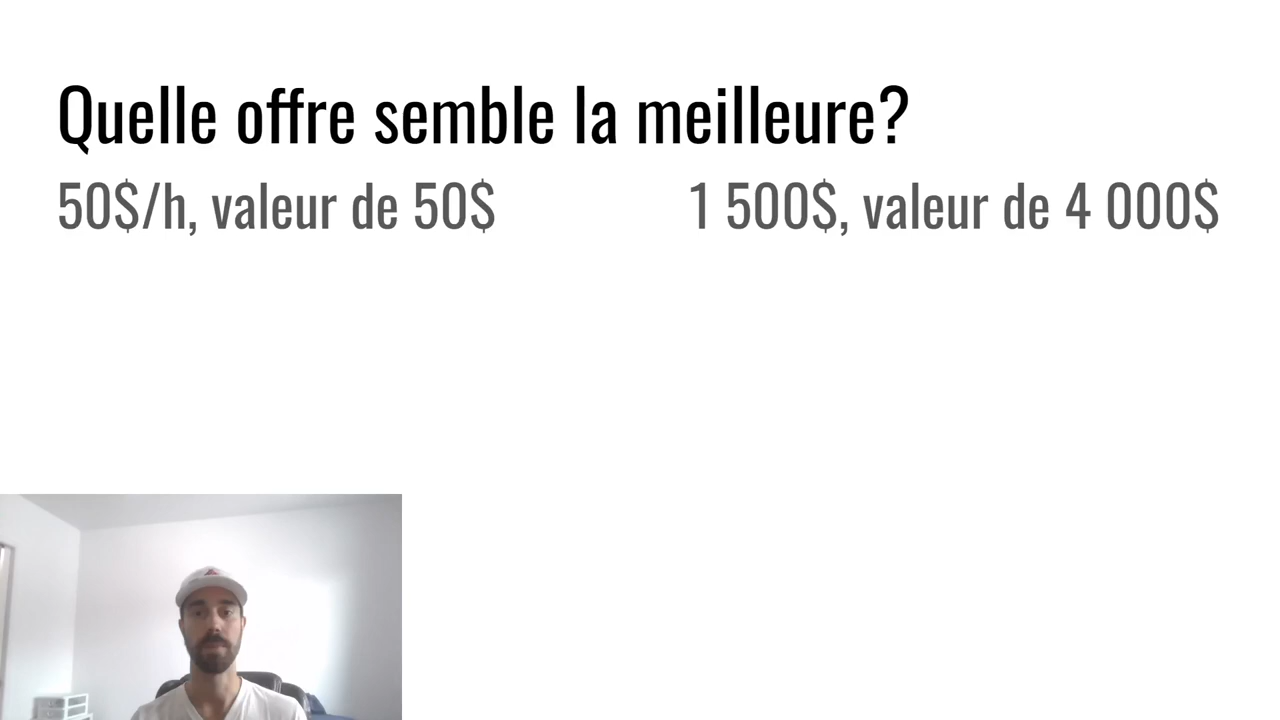 Quelle offre semble la meilleure?
50$/h, valeur de 50$
1 500$, valeur de 4 000$